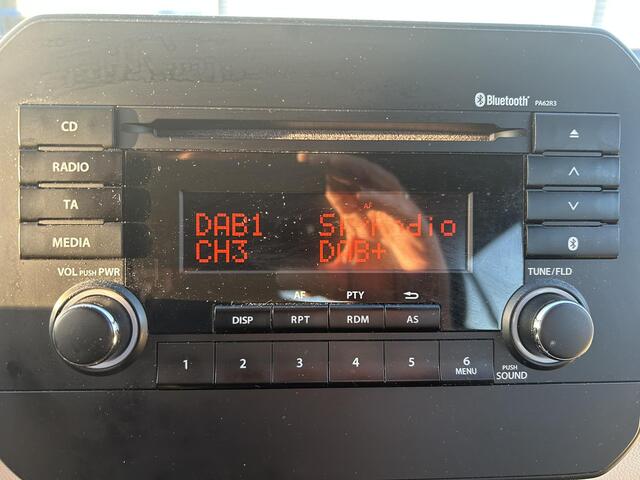 Bluetooth® PA62R3
CD
RADIO
TA
MEDIA
AF
DAB1
CH3 DAB+
VOL PUSH PWR
TUNE/FLD
AF PTY
DISP RPT RDM AS
1 2 3 4 5 6
MENU
PUSH
SOUND